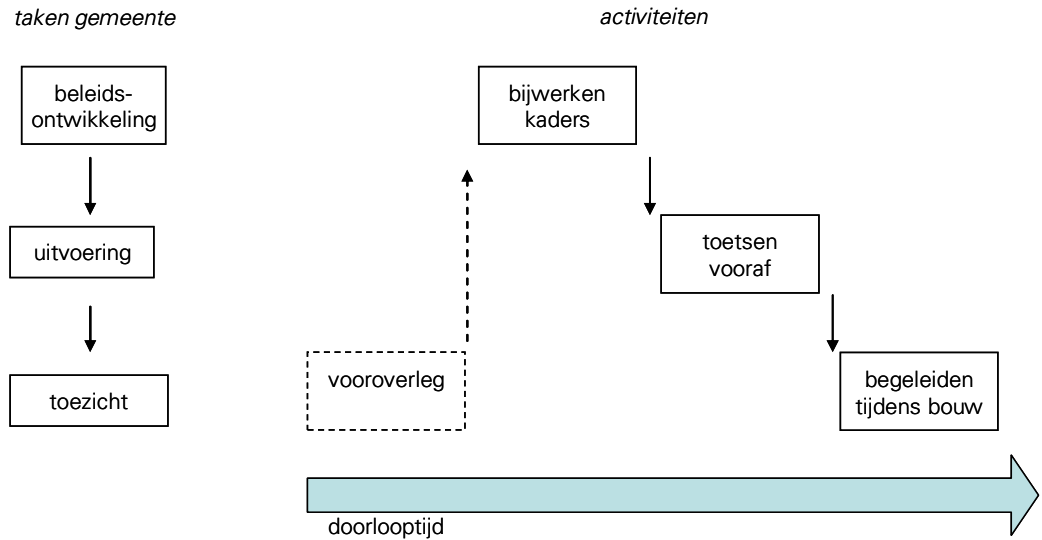 taken gemeente
activiteiten
beleids-
ontwikkeling
bijwerken
kaders
uitvoering
toetsen
vooraf
toezicht
vooroverleg
begeleiden
tijdens bouw
doorlooptijd